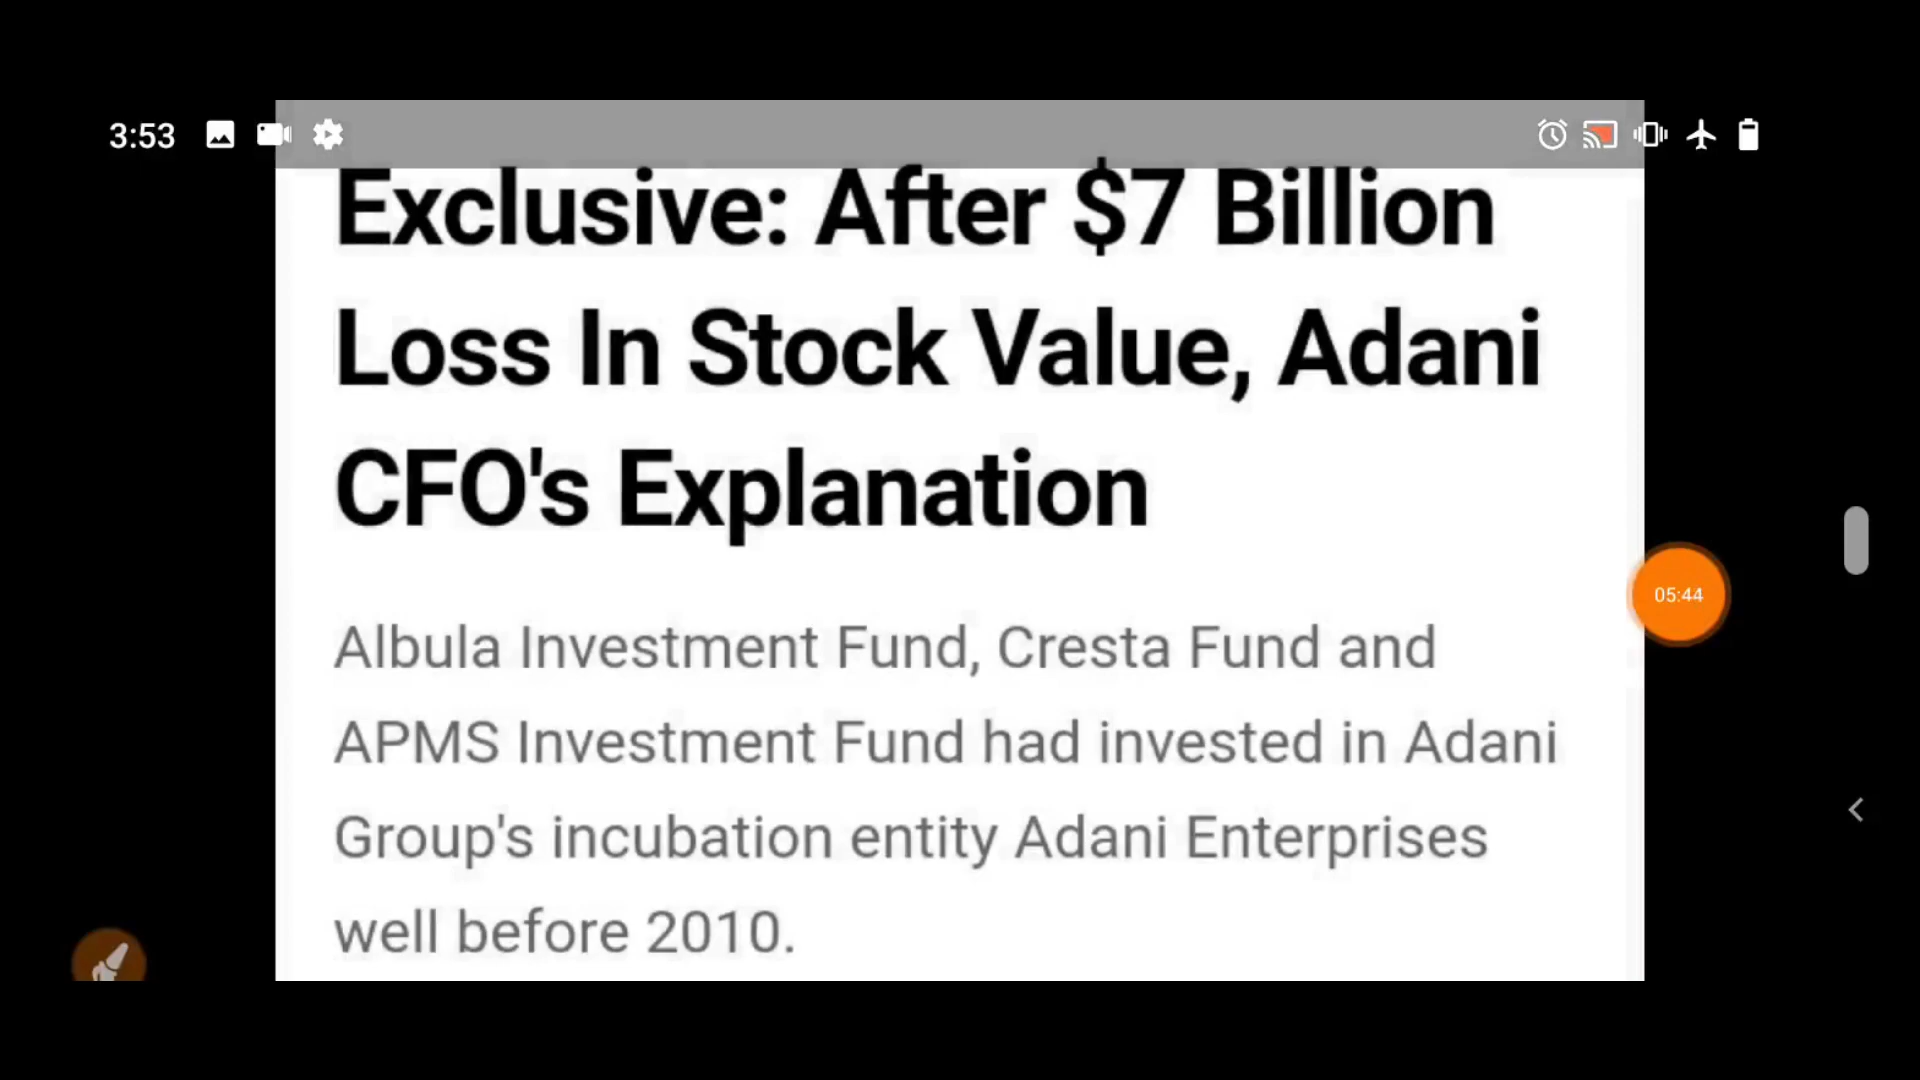 3:53
Exclusive: After $7 Billion
Loss In Stock Value, Adani
CFO's Explanation
05:44
Albula Investment Fund, Cresta Fund and
APMS Investment Fund had invested in Adani
Group's incubation entity Adani Enterprises
well before 2010.